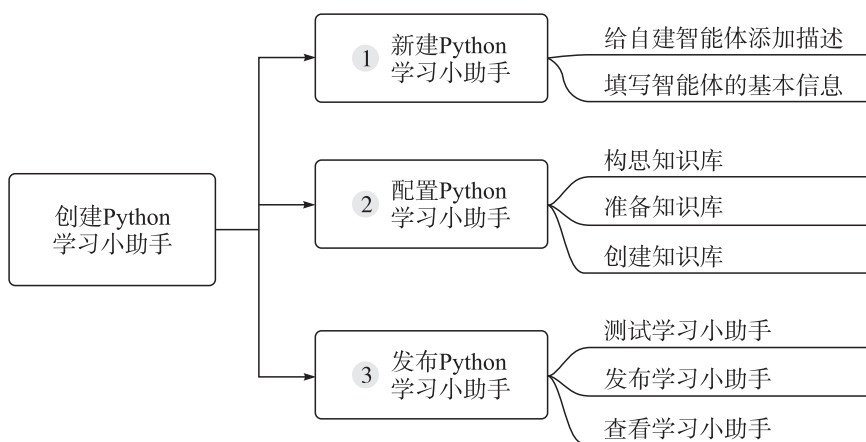 创建Python
学习小助手
1 新建Python
学习小助手
给自建智能体添加描述
填写智能体的基本信息
2 配置Python
学习小助手
构思知识库
准备知识库
创建知识库
3 发布Python
学习小助手
测试学习小助手
发布学习小助手
查看学习小助手